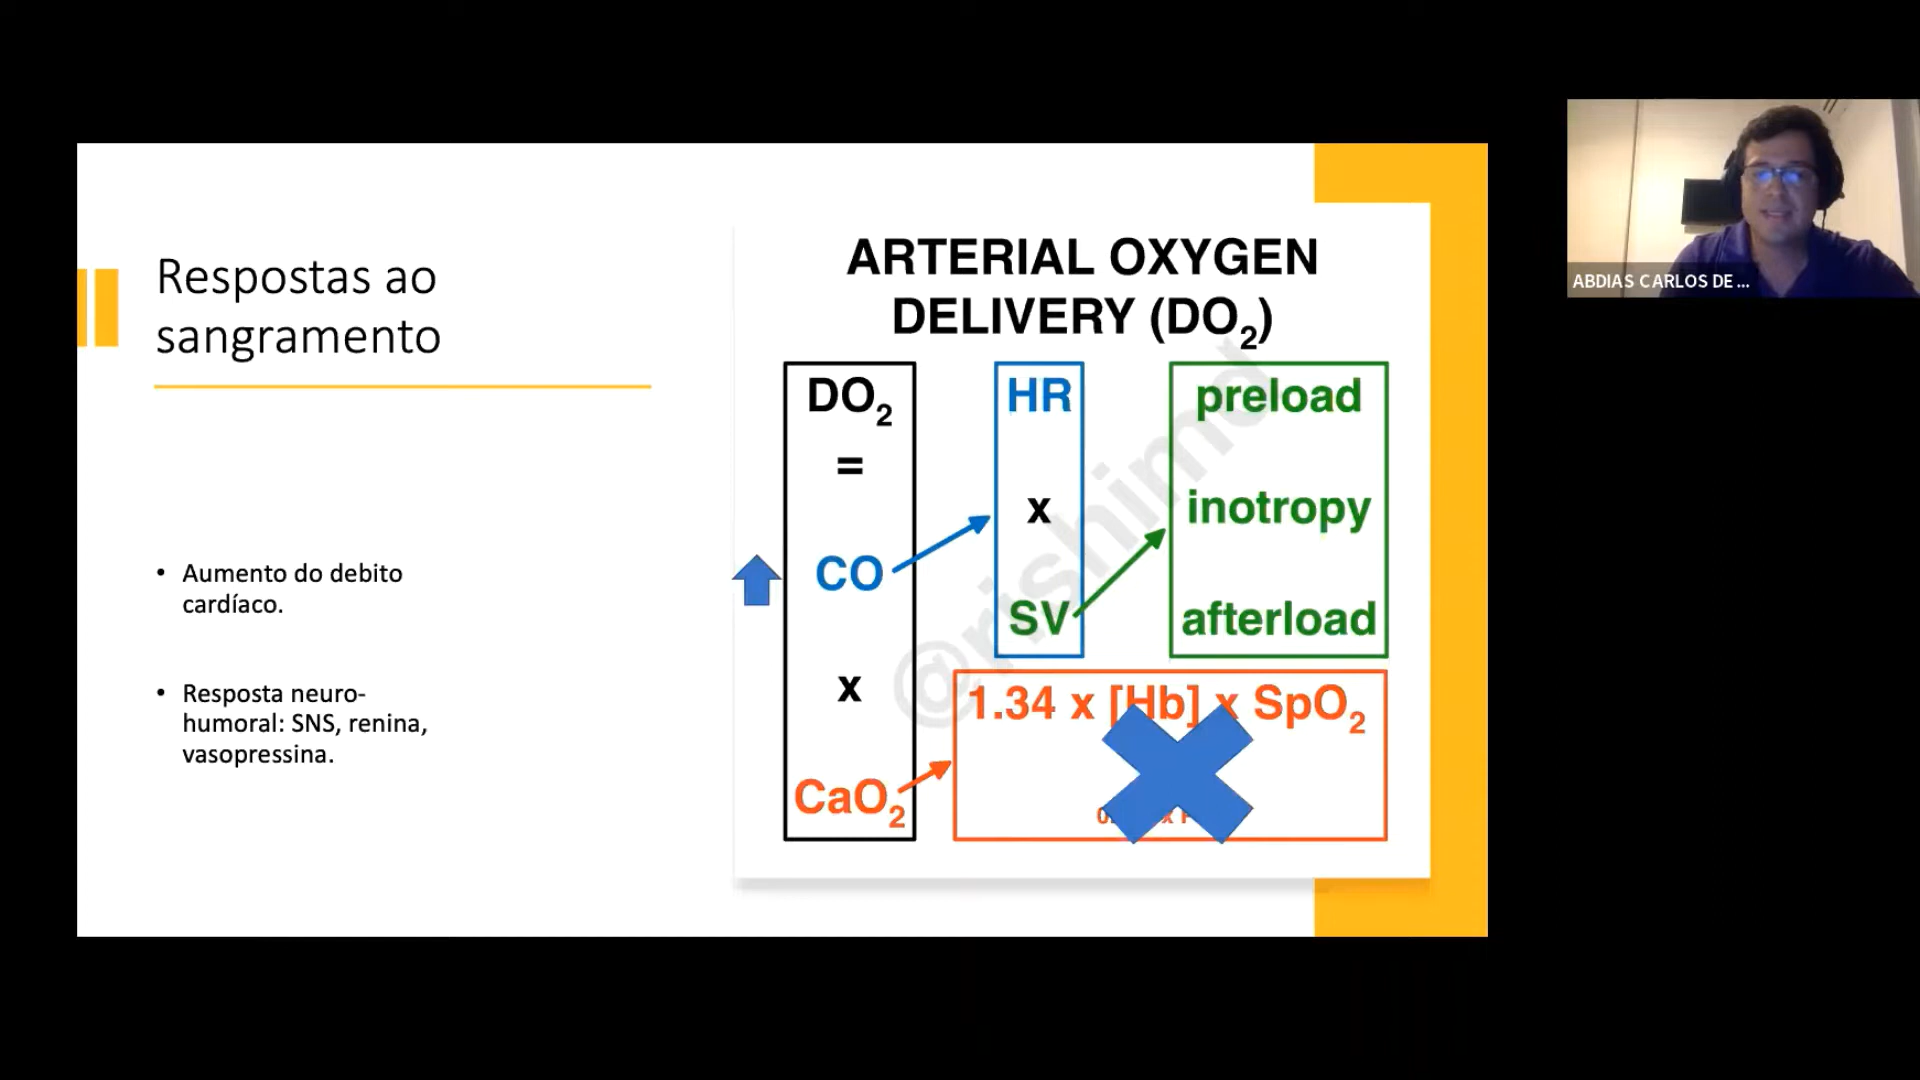 Respostas ao
sangramento
• Aumento do debito
cardíaco.
• Resposta neuro-
humoral: SNS, renina,
vasopressina.
ARTERIAL OXYGEN
DELIVERY (DO₂)
DO₂
=
CO
x
CaO₂
HR
x
SV
preload
inotropy
afterload
1.34 x [Hb] x SpO₂
@rishimd
ABDIAS CARLOS DE ...